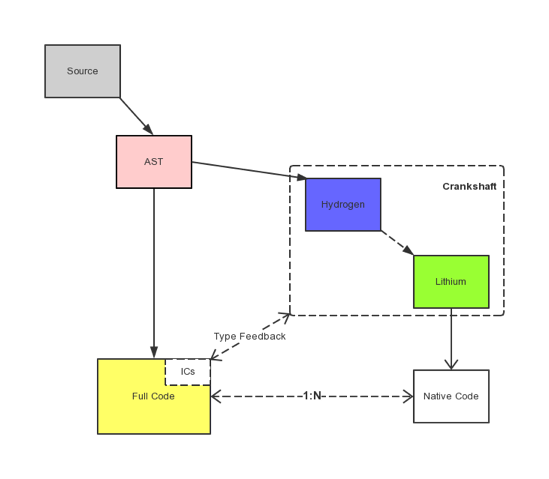 Source
AST
Crankshaft
Hydrogen
Lithium
Type Feedback
ICs
Full Code
1:N
Native Code